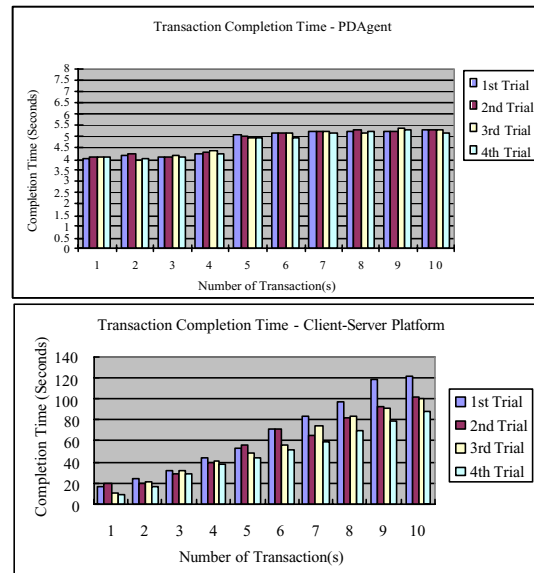 Transaction Completion Time - PDAgent
Completion Time (Seconds)
8
7.5
7
6.5
6
5.5
5
4.5
4
3.5
3
2.5
2
1.5
1
0.5
0
1 2 3 4 5 6 7 8 9 10
Number of Transaction(s)
1st Trial
2nd Trial
3rd Trial
4th Trial
Transaction Completion Time - Client-Server Platform
Completion Time (Seconds)
140
120
100
80
60
40
20
0
1 2 3 4 5 6 7 8 9 10
Number of Transaction(s)
1st Trial
2nd Trial
3rd Trial
4th Trial